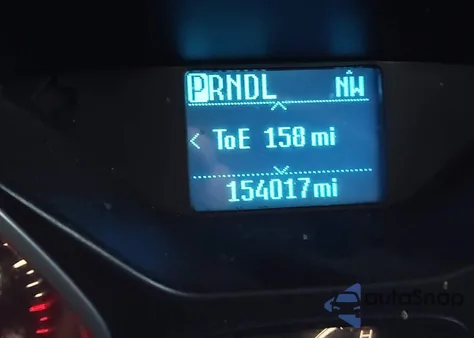 PRNDL NW
< ToE 158 mi
154017mi
autoSnap
H